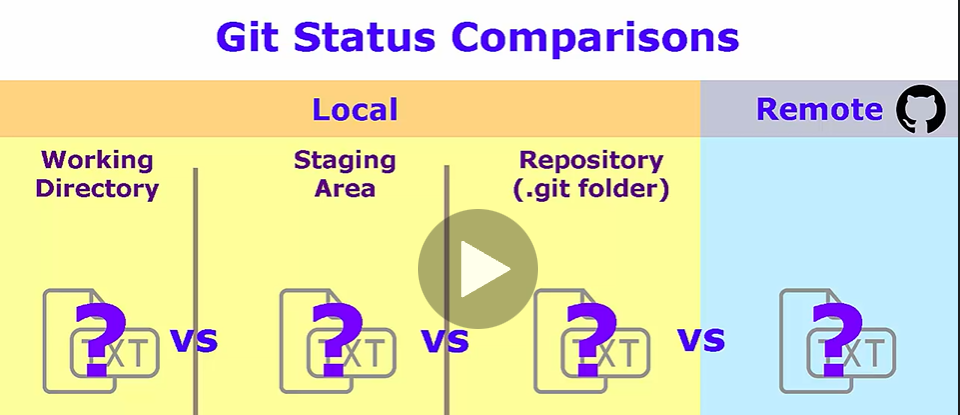 Git Status Comparisons
Local
Remote
Working
Directory
Staging
Area
Repository
(.git folder)
? TXT vs ? TXT vs ? TXT vs ? TXT